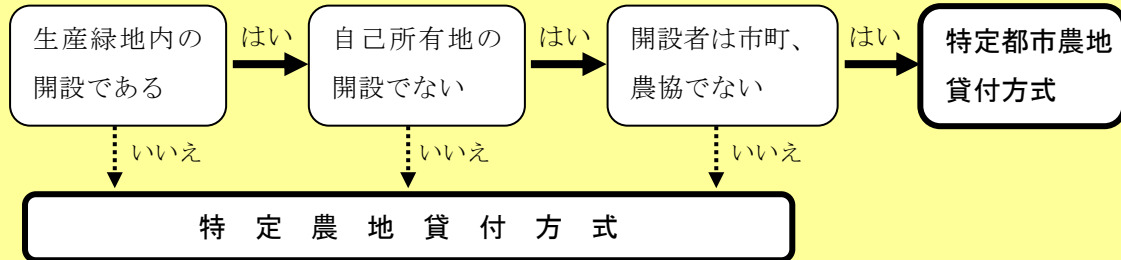 生産緑地内の
開設である
はい
自己所有地の
開設でない
はい
開設者は市町、
農協でない
はい
特定都市農地
貸付方式
いいえ
いいえ
いいえ
特定農地貸付方式